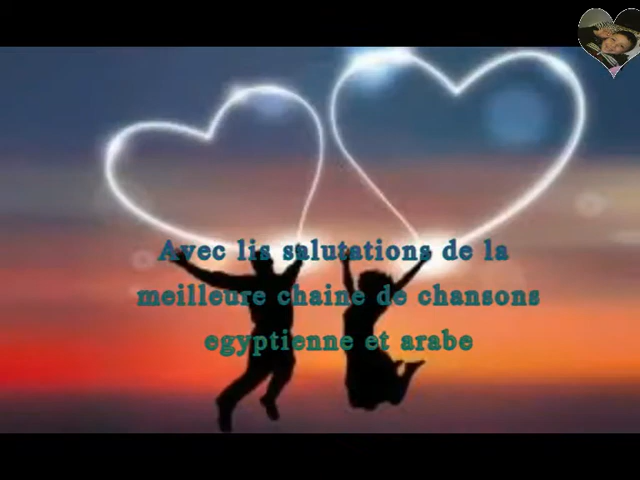 Avec lis salutations de la
meilleure chaine de chansons
egyptienne et arabe